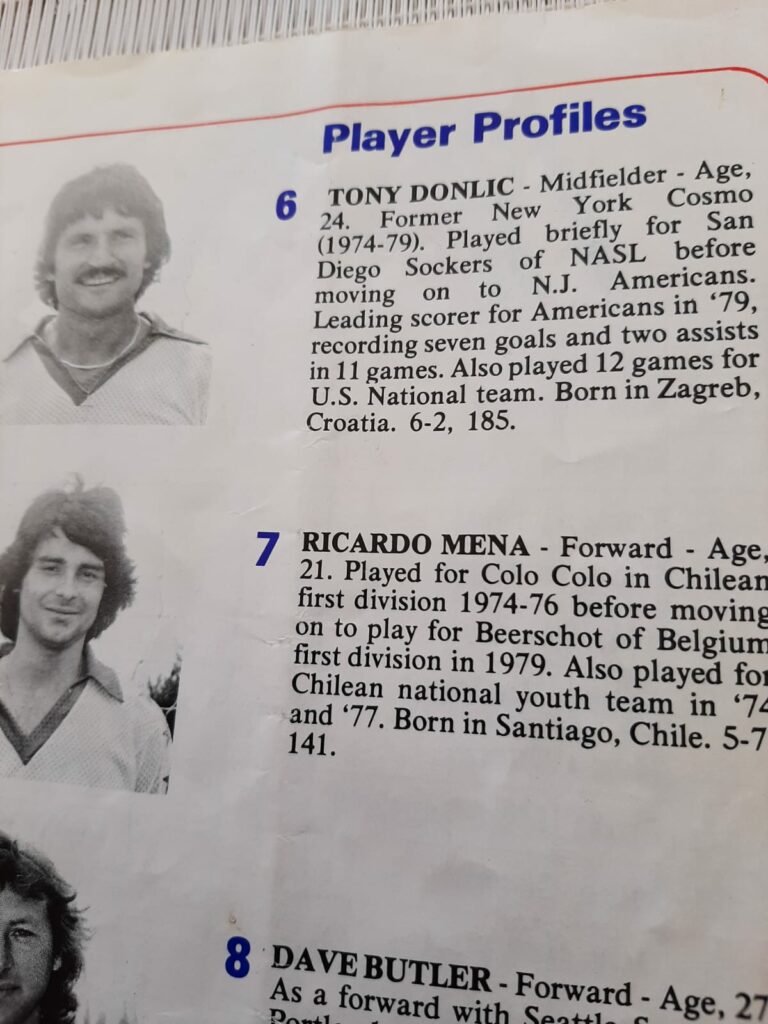 Player Profiles
6 TONY DONLIC - Midfielder - Age,
24. Former New York Cosmo
(1974-79). Played briefly for San
Diego Sockers of NASL before
moving on to N.J. Americans.
Leading scorer for Americans in ‘79,
recording seven goals and two assists
in 11 games. Also played 12 games for
U.S. National team. Born in Zagreb,
Croatia. 6-2, 185.
7 RICARDO MENA - Forward - Age,
21. Played for Colo Colo in Chilean
first division 1974-76 before moving
on to play for Beerschot of Belgium
first division in 1979. Also played for
Chilean national youth team in ‘74
and ‘77. Born in Santiago, Chile. 5-7
141.
8 DAVE BUTLER - Forward - Age, 27
As a forward with Seattle